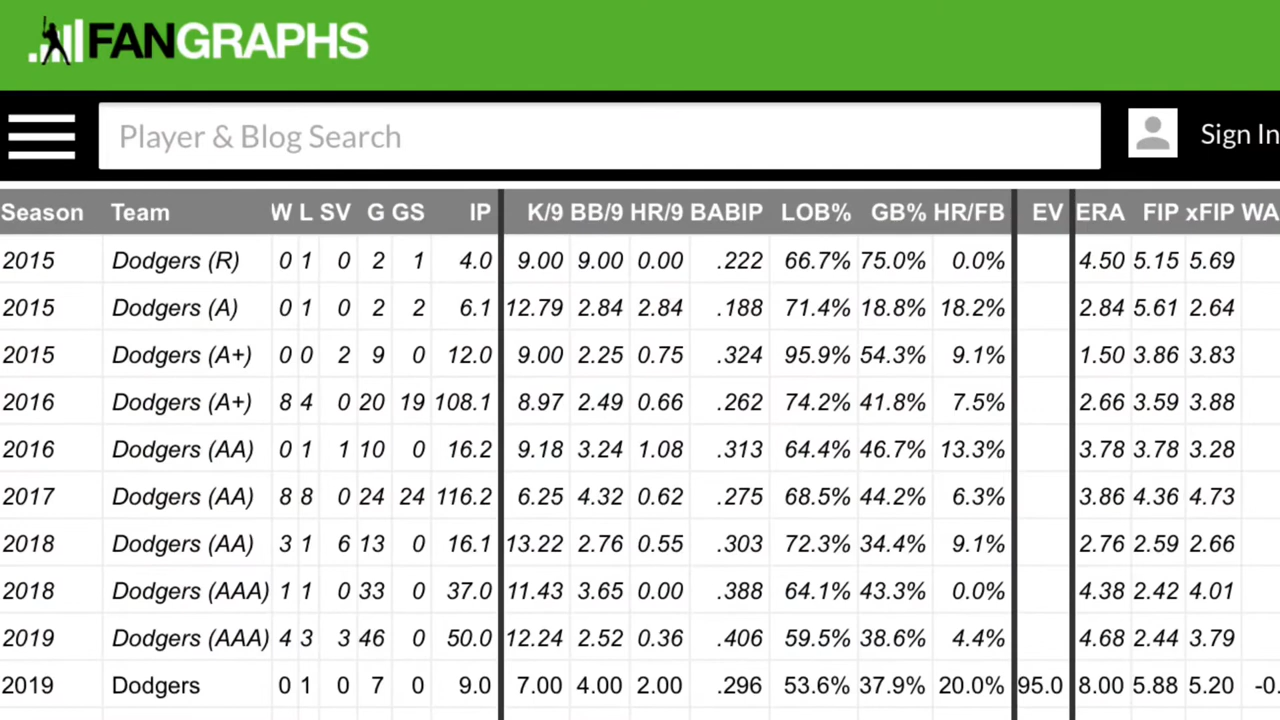 FANGRAPHS
Player & Blog Search
Sign In
Season Team W L SV G GS IP K/9 BB/9 HR/9 BABIP LOB% GB% HR/FB EV ERA FIP xFIP WA
2015 Dodgers (R) 0 1 0 2 1 4.0 9.00 9.00 0.00 .222 66.7% 75.0% 0.0% 4.50 5.15 5.69
2015 Dodgers (A) 0 1 0 2 2 6.1 12.79 2.84 2.84 .188 71.4% 18.8% 18.2% 2.84 5.61 2.64
2015 Dodgers (A+) 0 0 2 9 0 12.0 9.00 2.25 0.75 .324 95.9% 54.3% 9.1% 1.50 3.86 3.83
2016 Dodgers (A+) 8 4 0 20 19 108.1 8.97 2.49 0.66 .262 74.2% 41.8% 7.5% 2.66 3.59 3.88
2016 Dodgers (AA) 0 1 1 10 0 16.2 9.18 3.24 1.08 .313 64.4% 46.7% 13.3% 3.78 3.78 3.28
2017 Dodgers (AA) 8 8 0 24 24 116.2 6.25 4.32 0.62 .275 68.5% 44.2% 6.3% 3.86 4.36 4.73
2018 Dodgers (AA) 3 1 6 13 0 16.1 13.22 2.76 0.55 .303 72.3% 34.4% 9.1% 2.76 2.59 2.66
2018 Dodgers (AAA) 1 1 0 33 0 37.0 11.43 3.65 0.00 .388 64.1% 43.3% 0.0% 4.38 2.42 4.01
2019 Dodgers (AAA) 4 3 3 46 0 50.0 12.24 2.52 0.36 .406 59.5% 38.6% 4.4% 4.68 2.44 3.79
2019 Dodgers 0 1 0 7 0 9.0 7.00 4.00 2.00 .296 53.6% 37.9% 20.0% 95.0 8.00 5.88 5.20 -0.